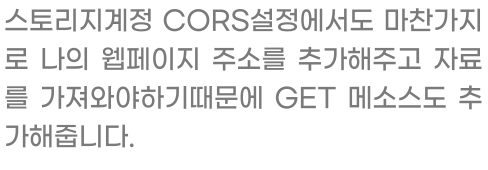 스토리지계정 CORS설정에서도 마찬가지
로 나의 웹페이지 주소를 추가해주고 자료
를 가져와야하기때문에 GET 메소스도 추
가해줍니다.